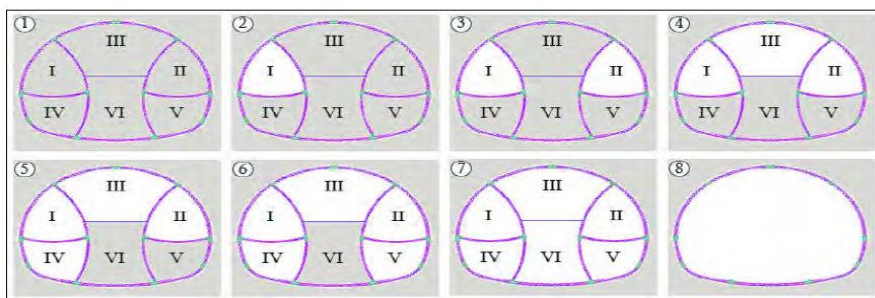 ① ② ③ ④
III III III III
I II I II I II I II
IV VI V IV VI V IV VI V IV VI V
⑤ ⑥ ⑦ ⑧
III III III
I II I II I II
IV VI V IV VI V IV VI V